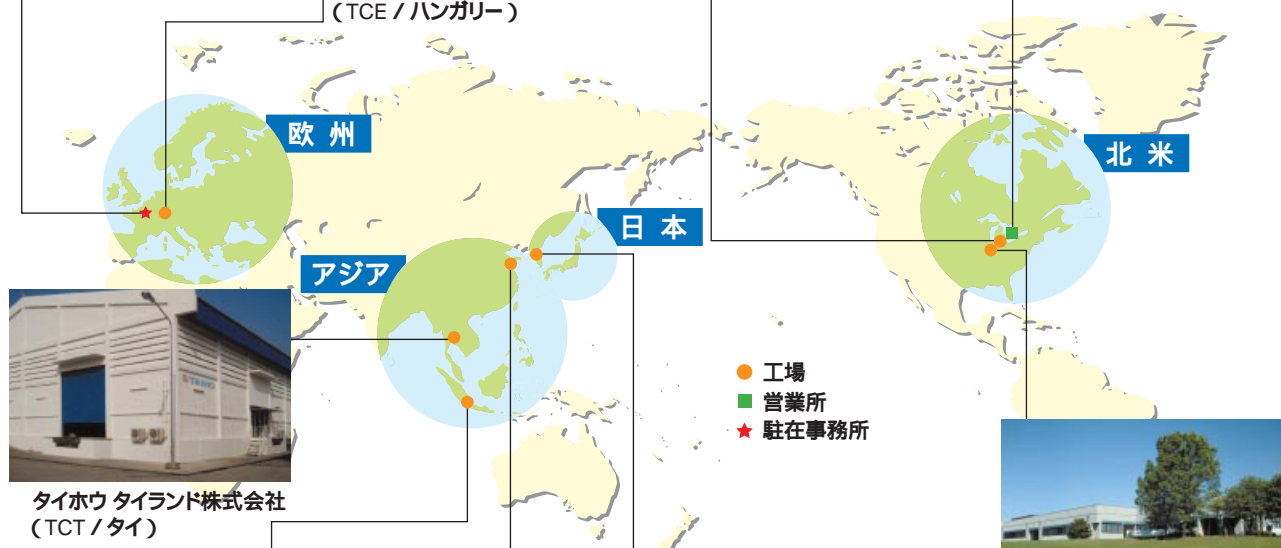 (TCE / ハンガリー)
欧 州
北 米
日 本
アジア
工場
営業所
駐在事務所
TAIHO
タイホウ タイランド株式会社
(TCT / タイ)